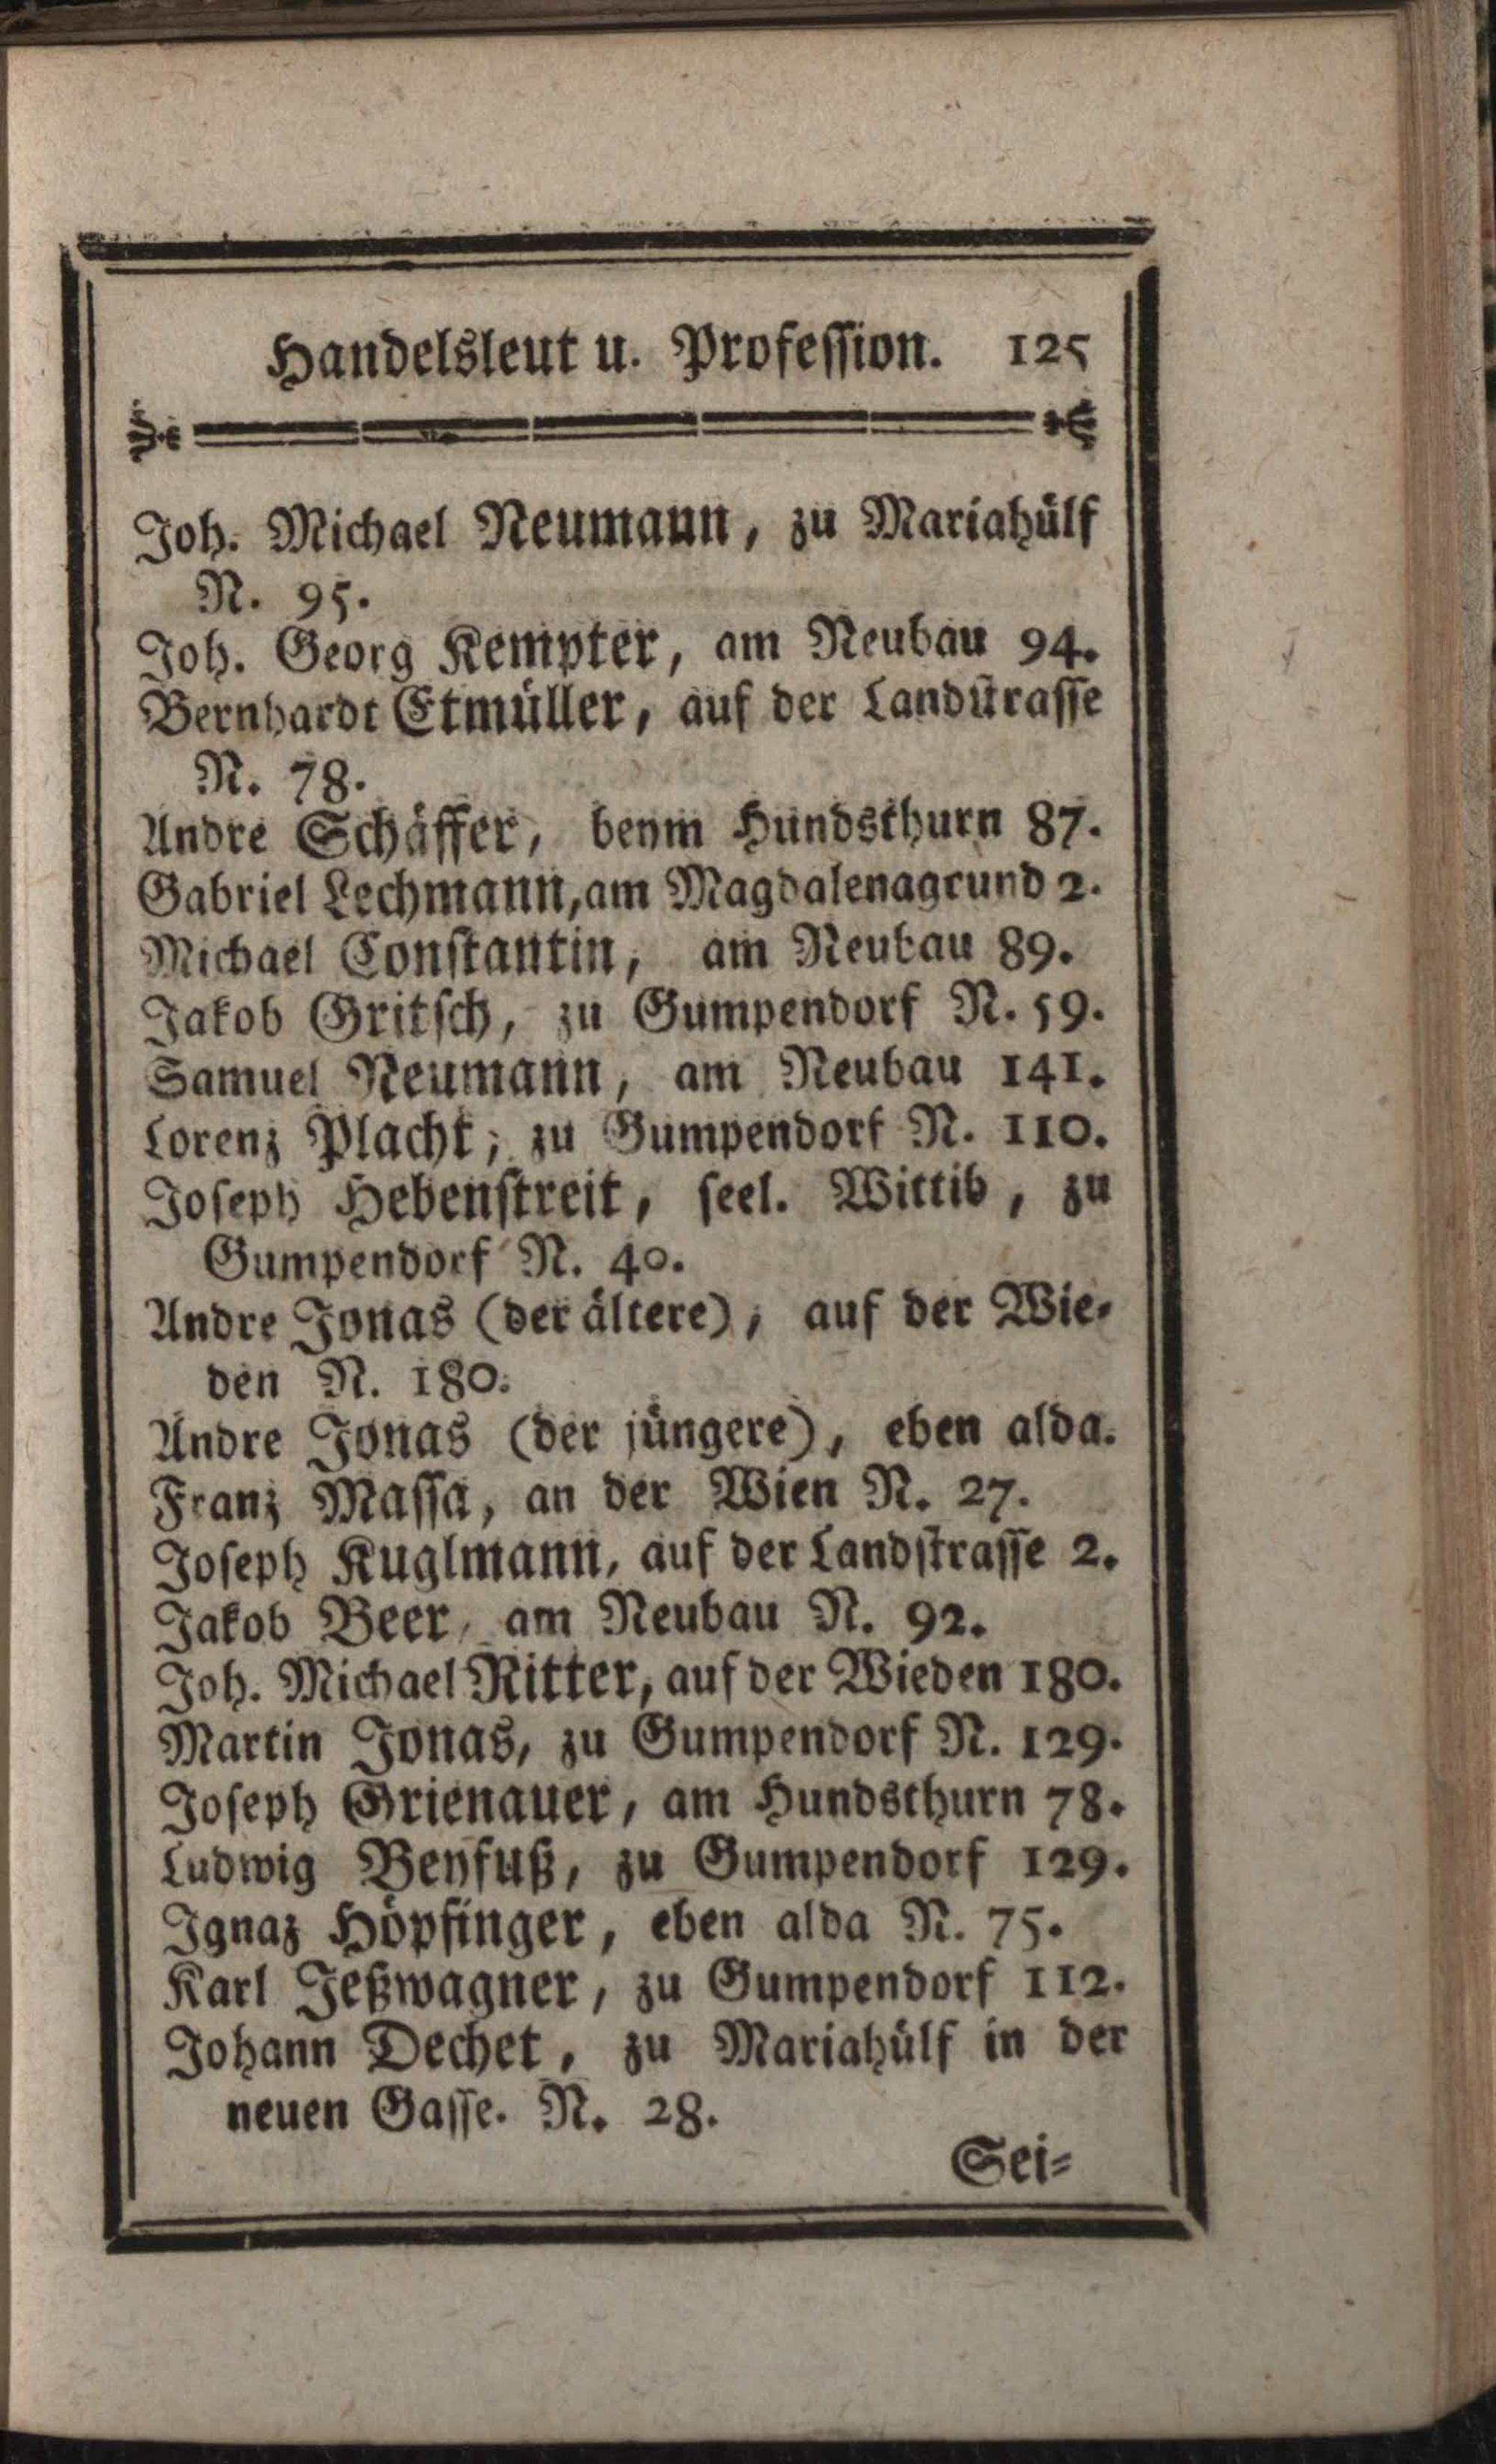 Handelsleut u. Profession. 125
Joh. Michael Neumann, zu Mariahülf
N. 95.
Joh. Georg Kempter, am Neubau 94.
Bernhardt Etmüller, auf der Landstrasse
N. 78.
Andre Schäffer, beym Hundsthurn 87.
Gabriel Lechmann, am Magdalenagrund 2.
Michael Constantin, am Neubau 89.
Jakob Gritsch, zu Gumpendorf N. 59.
Samuel Neumann, am Neubau 141.
Lorenz Placht, zu Gumpendorf N. 110.
Joseph Hebenstreit, seel. Wittib, zu
Gumpendorf N. 40.
Andre Jonas (der ältere), auf der Wie-
den N. 180.
Andre Jonas (der jüngere), eben alda.
Franz Massa, an der Wien N. 27.
Joseph Kuglmann, auf der Landstrasse 2.
Jakob Beer, am Neubau N. 92.
Joh. Michael Ritter, auf der Wieden 180.
Martin Jonas, zu Gumpendorf N. 129.
Joseph Grienauer, am Hundsthurn 78.
Ludwig Beyfuß, zu Gumpendorf 129.
Ignaz Höpfinger, eben alda N. 75.
Karl Jeßwagner, zu Gumpendorf 112.
Johann Dechet, zu Mariahülf in der
neuen Gasse. N. 28.
Sei-